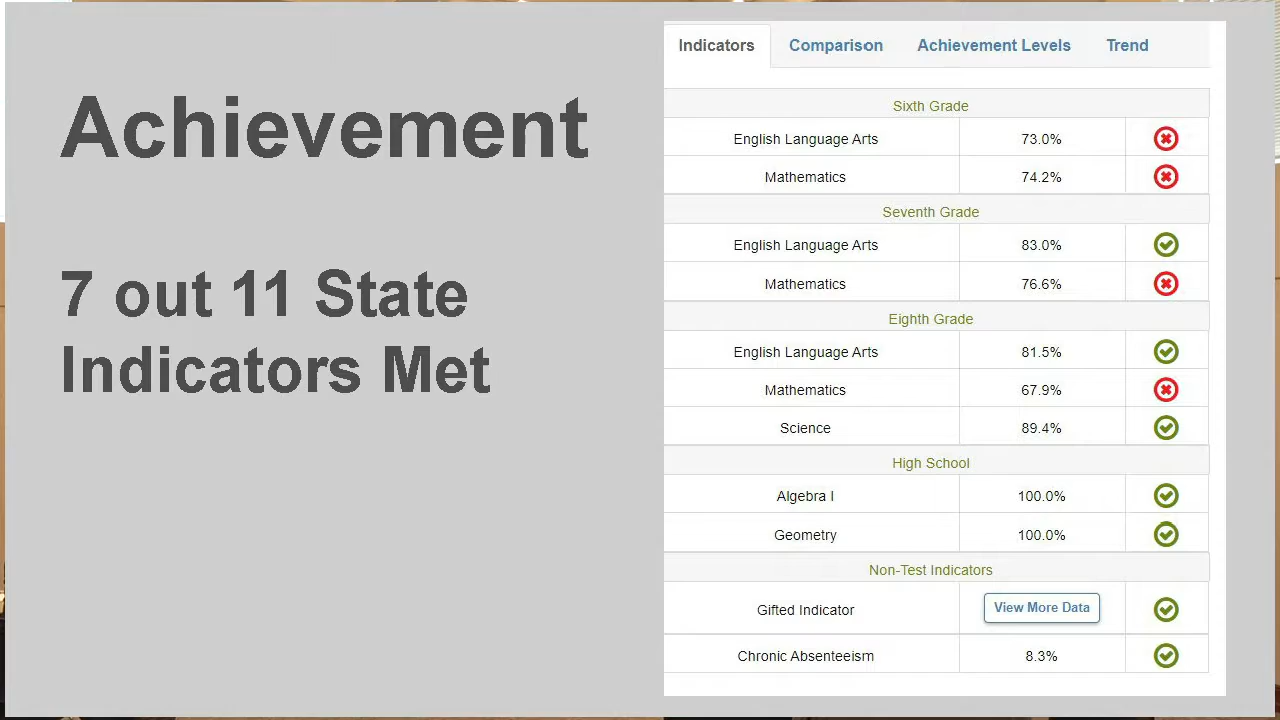 Achievement
7 out 11 State
Indicators Met
Indicators Comparison Achievement Levels Trend
Sixth Grade
English Language Arts 73.0%
Mathematics 74.2%
Seventh Grade
English Language Arts 83.0%
Mathematics 76.6%
Eighth Grade
English Language Arts 81.5%
Mathematics 67.9%
Science 89.4%
High School
Algebra I 100.0%
Geometry 100.0%
Non-Test Indicators
Gifted Indicator View More Data
Chronic Absenteeism 8.3%